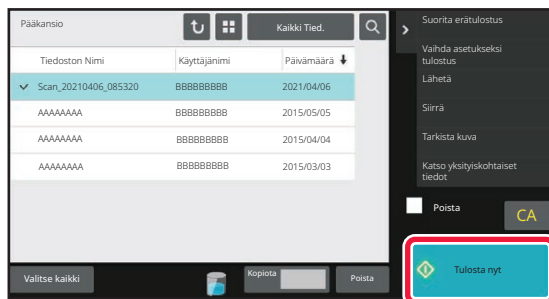 Pääkansio
Kaikki Tied.
Tiedoston Nimi Käyttäjänimi Päivämäärä
Scan_20210406_085320 BBBBBBBBB 2021/04/06
AAAAAAAA BBBBBBBBB 2015/05/05
AAAAAAAA BBBBBBBBB 2015/04/04
AAAAAAAA BBBBBBBBB 2015/03/03
Valitse kaikki
Kopiota
Poista
Suorita erätulostus
Vaihda asetukseksi
tulostus
Lähetä
Siirrä
Tarkista kuva
Katso yksityiskohtaiset
tiedot
Poista
CA
Tulosta nyt